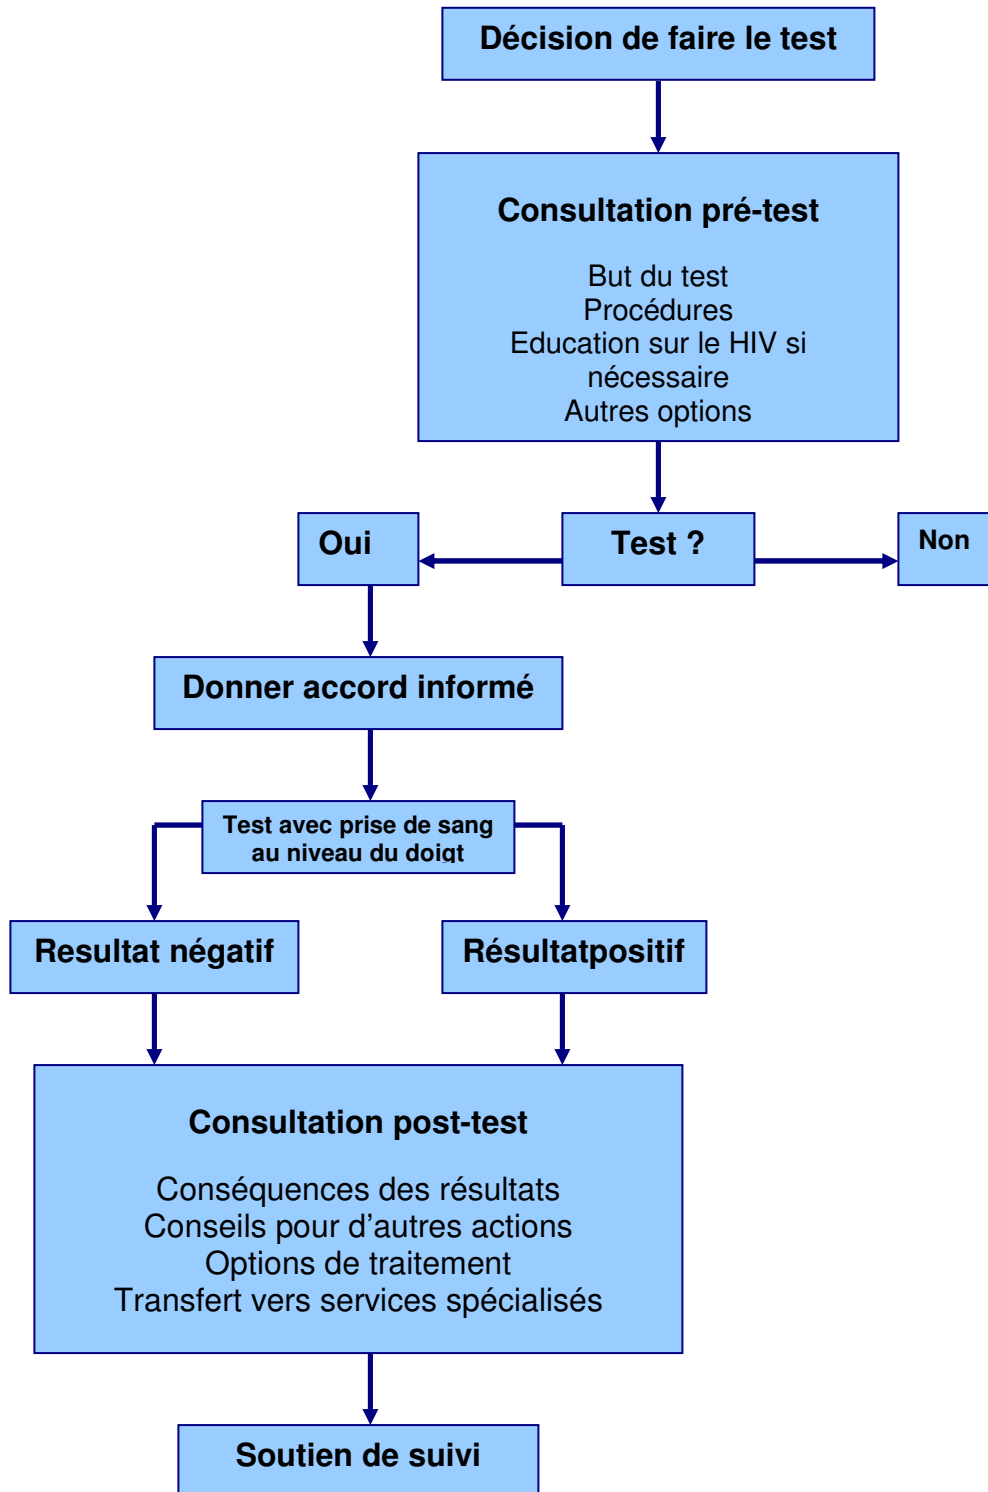 Décision de faire le test
Consultation pré-test
But du test
Procédures
Education sur le HIV si
nécessaire
Autres options
Oui
Test ?
Non
Donner accord informé
Test avec prise de sang
au niveau du doigt
Resultat négatif
Résultatpositif
Consultation post-test
Conséquences des résultats
Conseils pour d'autres actions
Options de traitement
Transfert vers services spécialisés
Soutien de suivi